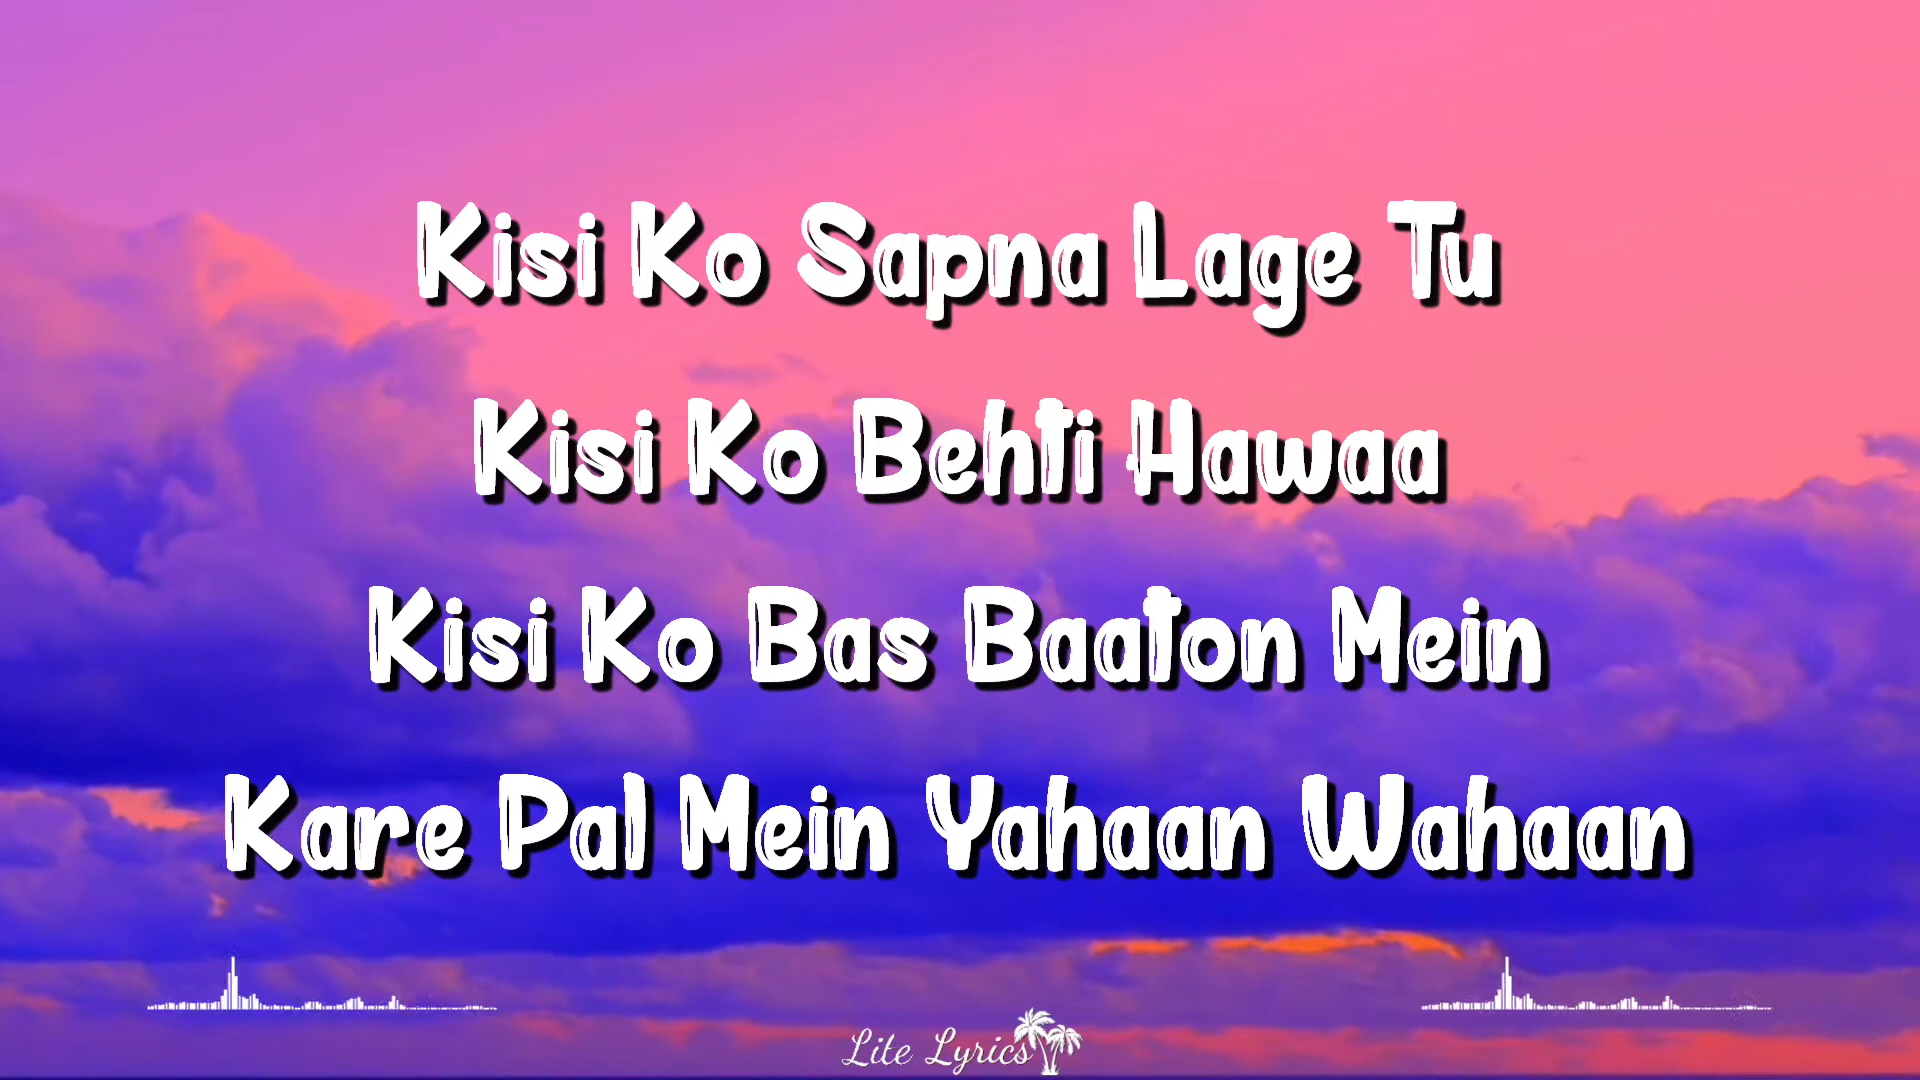 Kisi Ko Sapna Lage Tu
Kisi Ko Behti Hawaa
Kisi Ko Bas Baaton Mein
Kare Pal Mein Yahaan Wahaan
Lite Lyrics